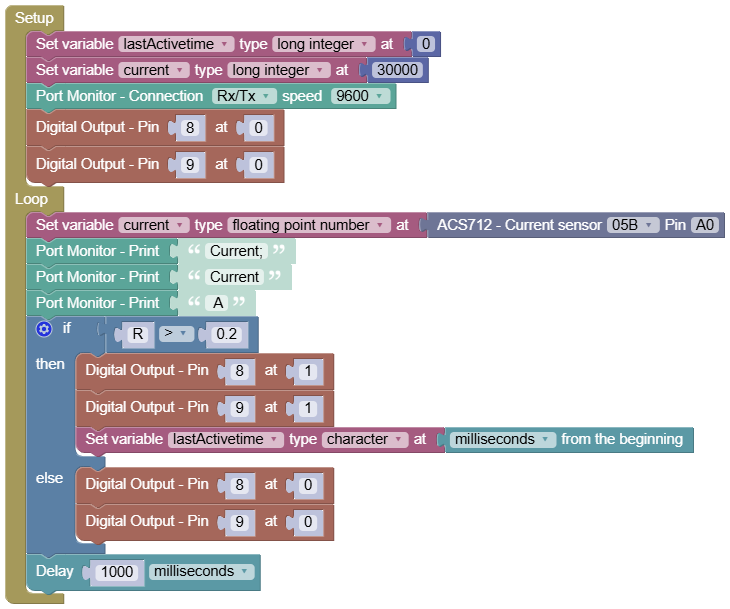 Setup
Set variable lastActivetime type long integer at 0
Set variable current type long integer at 30000
Port Monitor - Connection Rx/Tx speed 9600
Digital Output - Pin 8 at 0
Digital Output - Pin 9 at 0
Loop
Set variable current type floating point number at ACS712 - Current sensor 05B Pin A0
Port Monitor - Print “ Current; ”
Port Monitor - Print “ Current ”
Port Monitor - Print “ A ”
if R > 0.2
then
Digital Output - Pin 8 at 1
Digital Output - Pin 9 at 1
Set variable lastActivetime type character at milliseconds from the beginning
else
Digital Output - Pin 8 at 0
Digital Output - Pin 9 at 0
Delay 1000 milliseconds